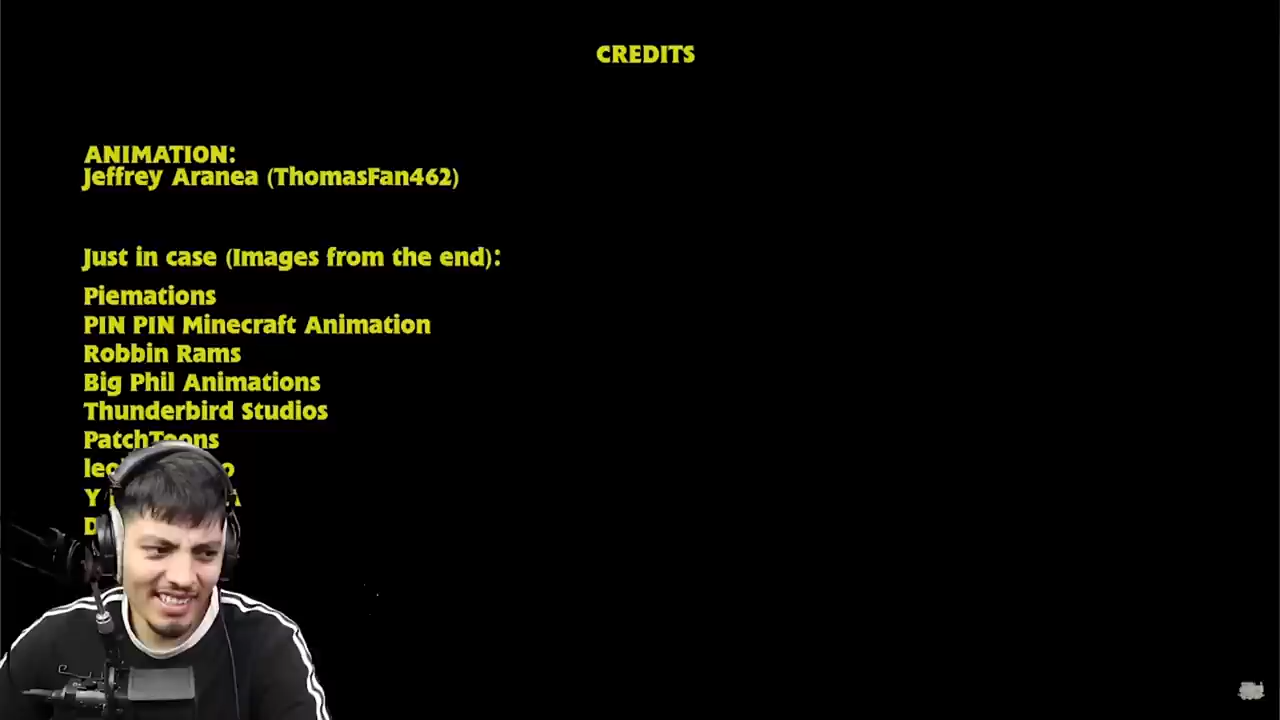 CREDITS
ANIMATION:
Jeffrey Aranea (ThomasFan462)
Just in case (Images from the end):
Piemations
PIN PIN Minecraft Animation
Robbin Rams
Big Phil Animations
Thunderbird Studios
PatchToons